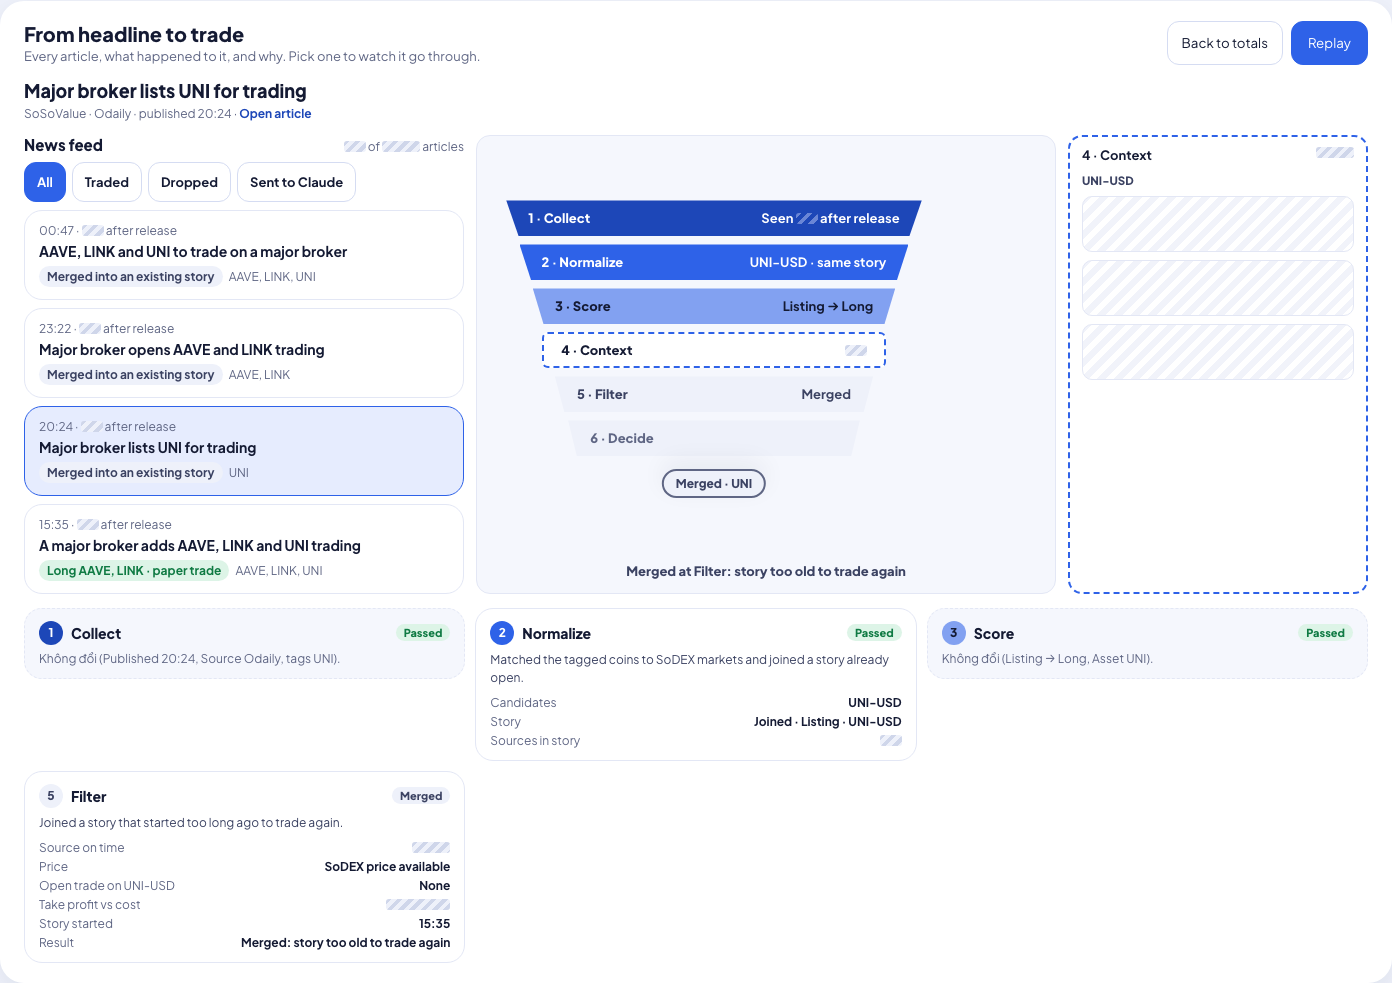 From headline to trade
Every article, what happened to it, and why. Pick one to watch it go through.
Back to totals
Replay
Major broker lists UNI for trading
SoSoValue · Odaily · published 20:24 · Open article
News feed
of articles
All
Traded
Dropped
Sent to Claude
00:47 · after release
AAVE, LINK and UNI to trade on a major broker
Merged into an existing story AAVE, LINK, UNI
23:22 · after release
Major broker opens AAVE and LINK trading
Merged into an existing story AAVE, LINK
20:24 · after release
Major broker lists UNI for trading
Merged into an existing story UNI
15:35 · after release
A major broker adds AAVE, LINK and UNI trading
Long AAVE, LINK · paper trade AAVE, LINK, UNI
1 · Collect Seen after release
2 · Normalize UNI-USD · same story
3 · Score Listing → Long
4 · Context
5 · Filter Merged
6 · Decide
Merged · UNI
Merged at Filter: story too old to trade again
4 · Context
UNI-USD
1 Collect Passed
Không đổi (Published 20:24, Source Odaily, tags UNI).
2 Normalize Passed
Matched the tagged coins to SoDEX markets and joined a story already
open.
Candidates UNI-USD
Story Joined · Listing · UNI-USD
Sources in story
3 Score Passed
Không đổi (Listing → Long, Asset UNI).
5 Filter Merged
Joined a story that started too long ago to trade again.
Source on time
Price SoDEX price available
Open trade on UNI-USD None
Take profit vs cost
Story started 15:35
Result Merged: story too old to trade again